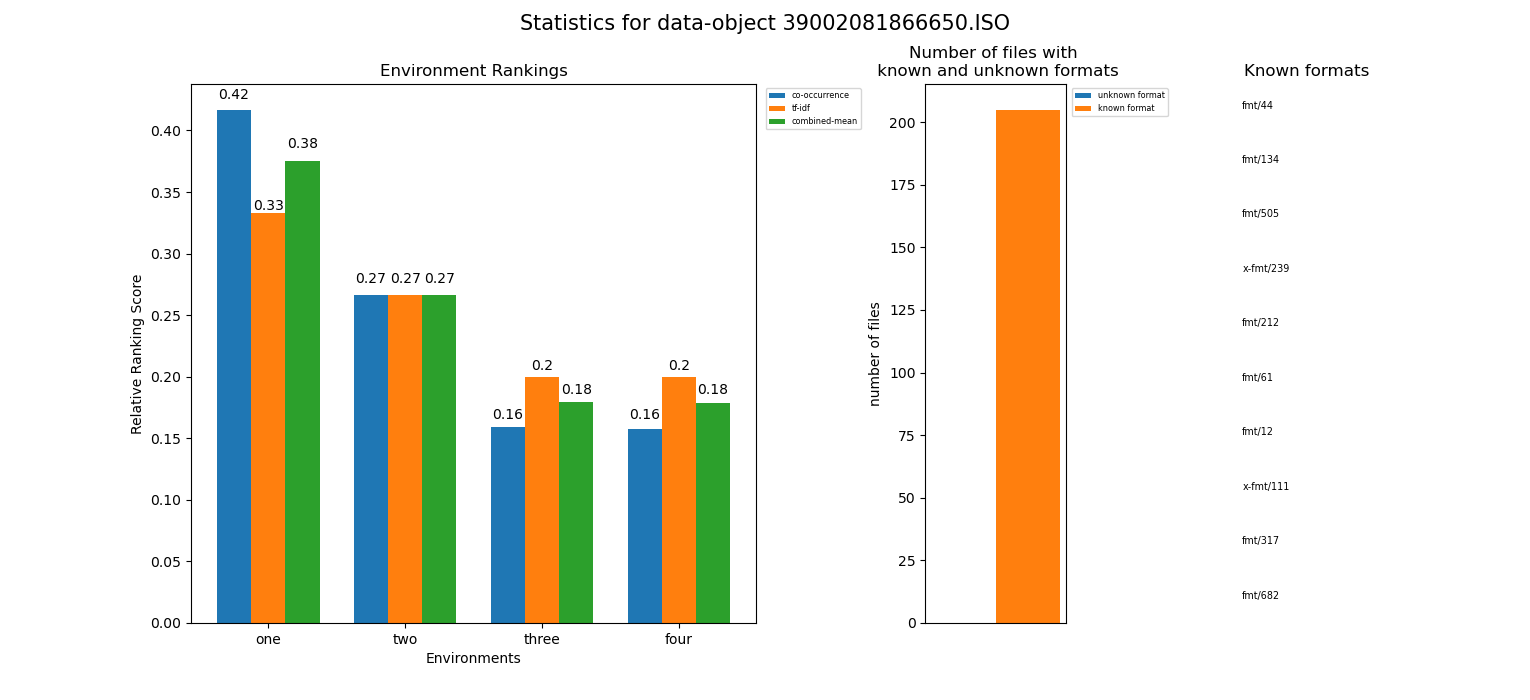 Statistics for data-object 39002081866650.ISO
Environment Rankings
0.42
0.33
0.38
0.27 0.27 0.27
0.16
0.2
0.18
0.16
0.2
0.18
0.40
0.35
0.30
0.25
0.20
0.15
0.10
0.05
0.00
Relative Ranking Score
one two three four
Environments
co-occurrence
tf-idf
combined-mean
Number of files with
known and unknown formats
200
175
150
125
100
75
50
25
0
number of files
unknown format
known format
Known formats
fmt/44
fmt/134
fmt/505
x-fmt/239
fmt/212
fmt/61
fmt/12
x-fmt/111
fmt/317
fmt/682